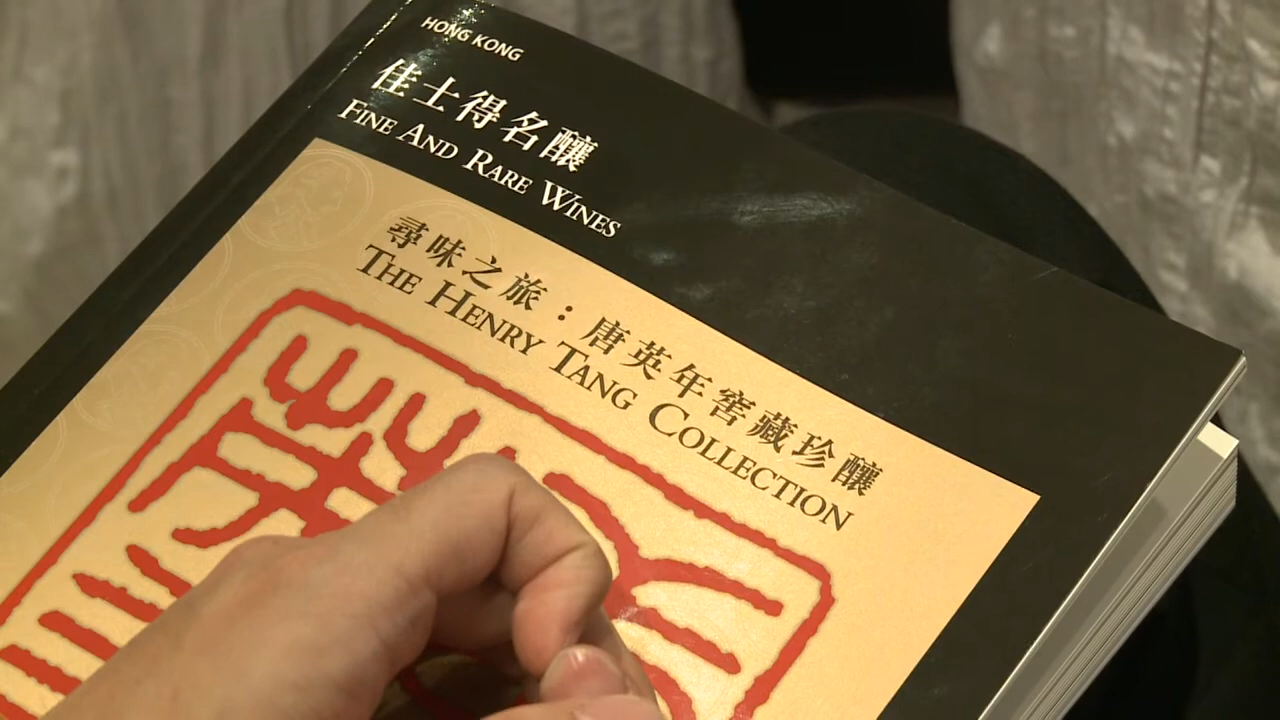 HONG KONG
佳士得名釀
FINE AND RARE WINES
尋味之旅：唐英年窖藏珍釀
THE HENRY TANG COLLECTION